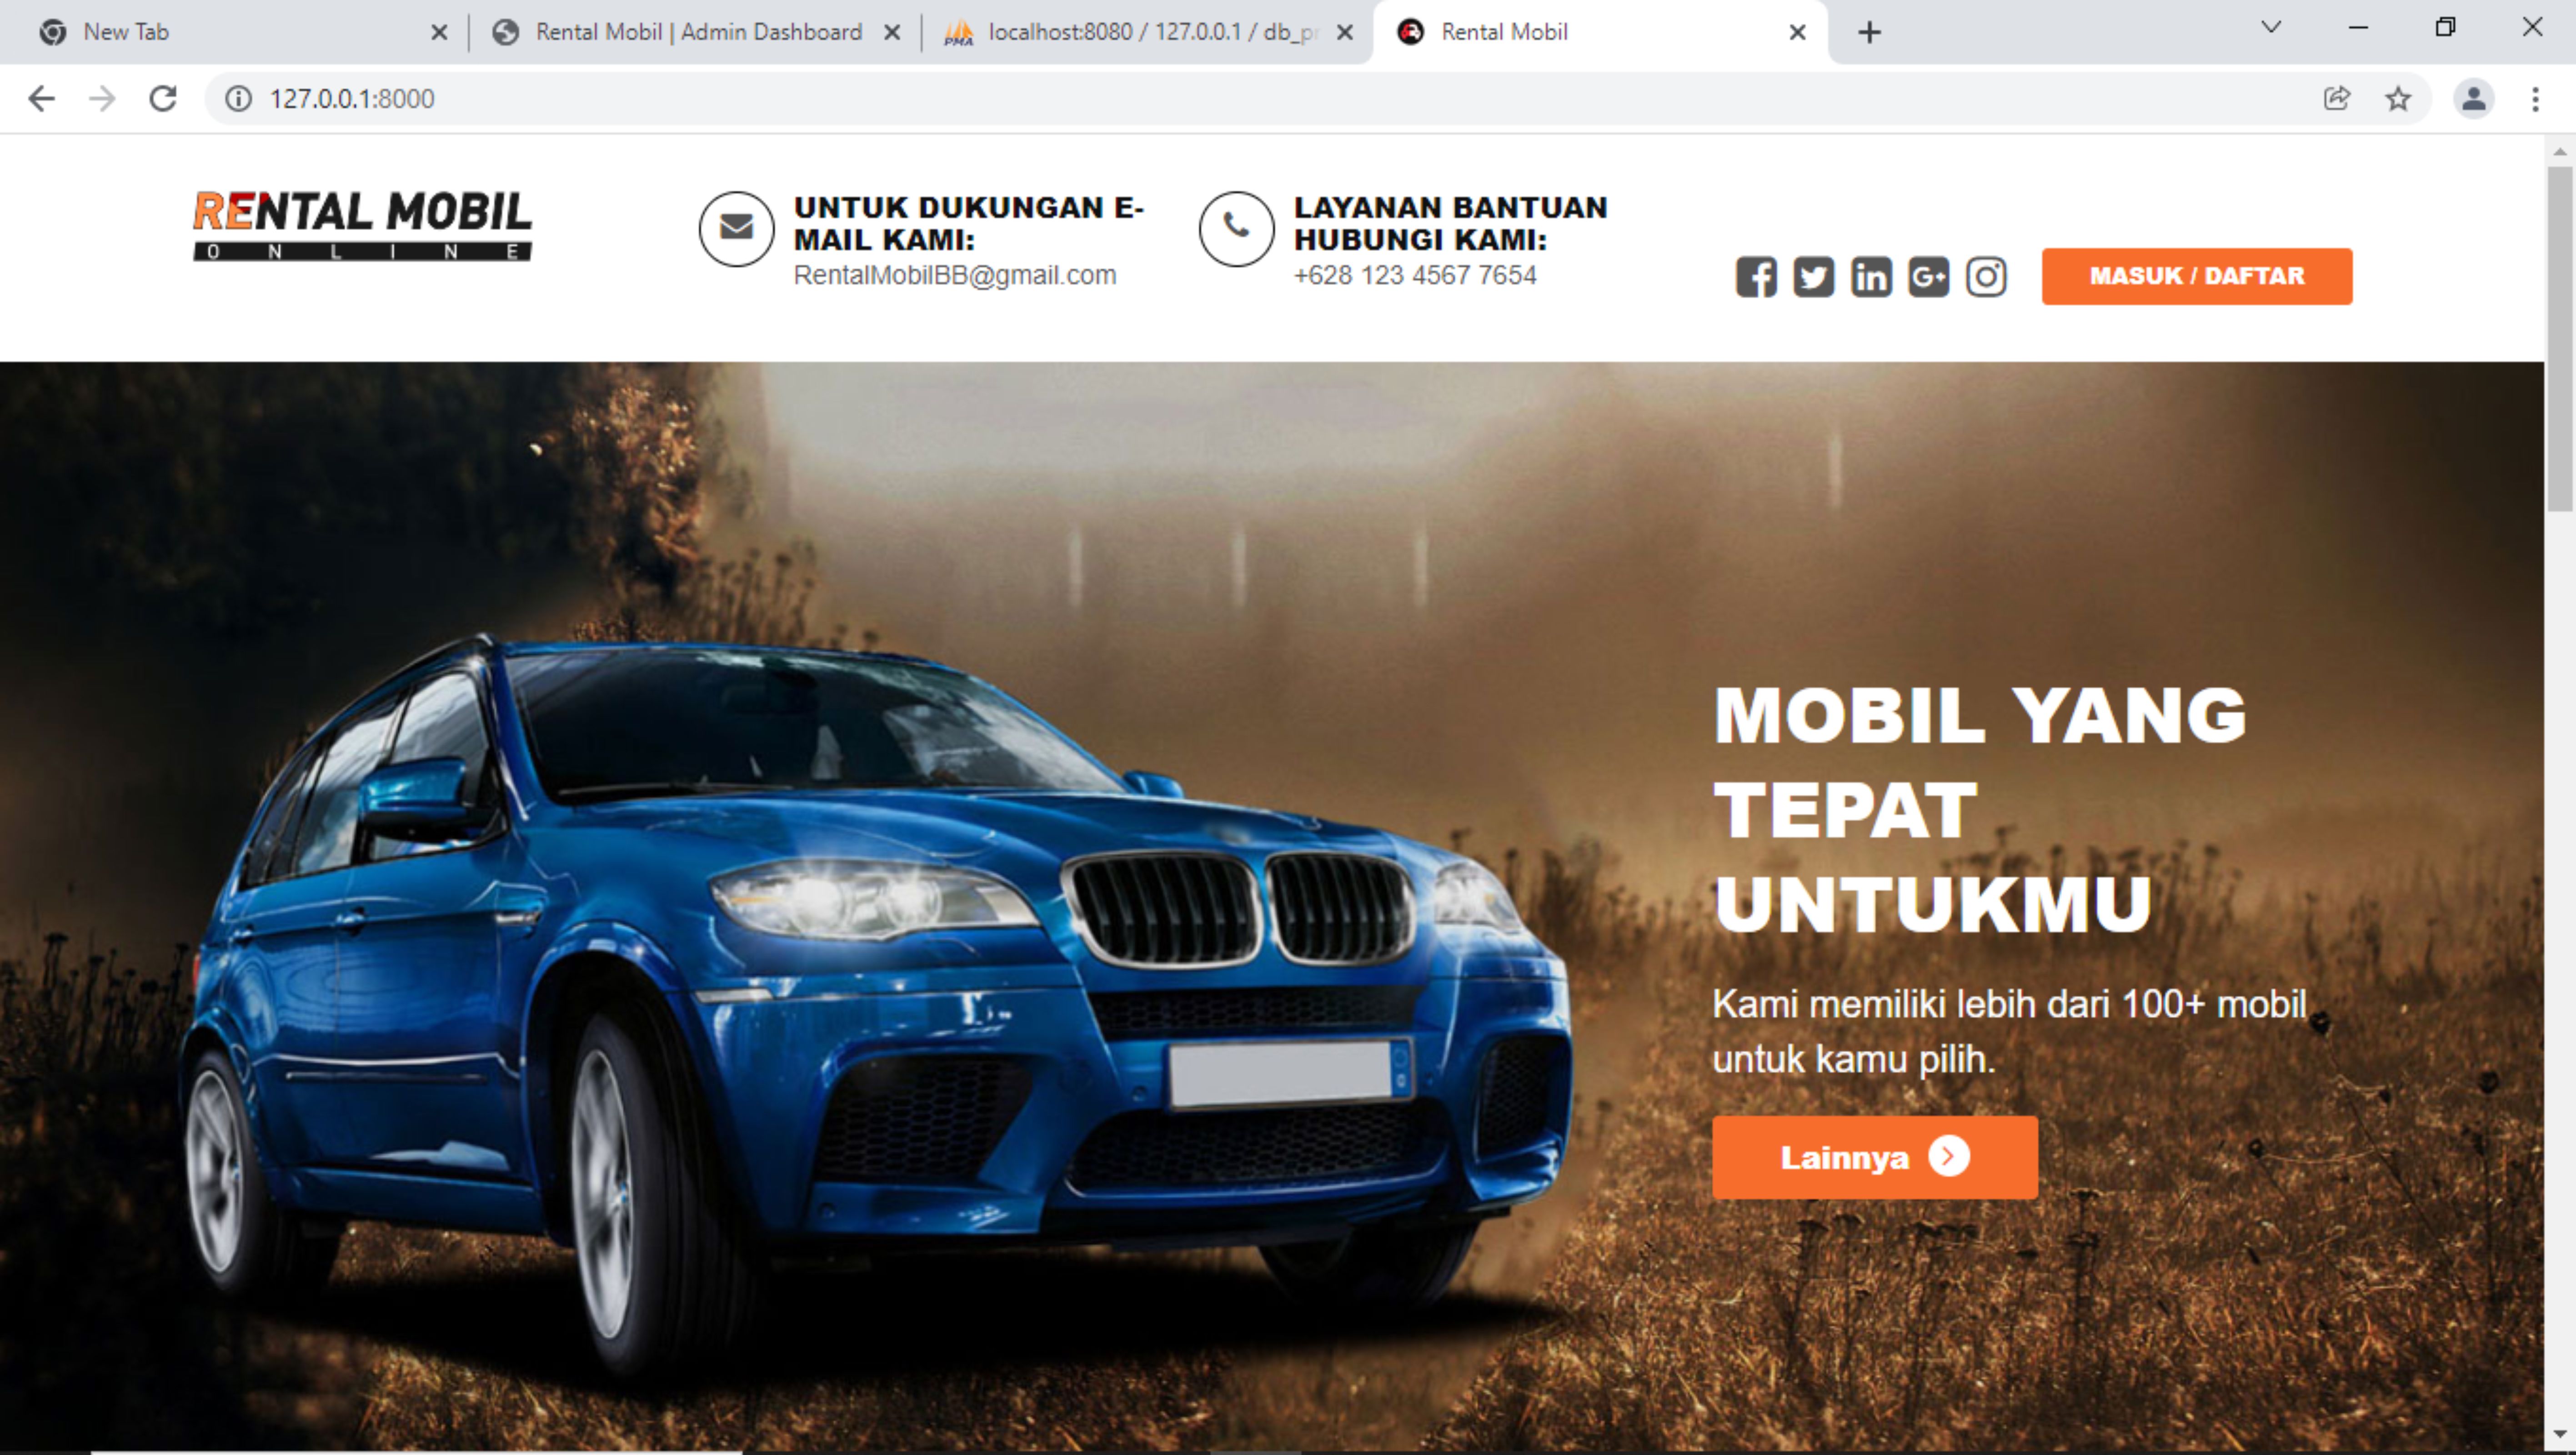 New Tab
Rental Mobil | Admin Dashboard
localhost:8080 / 127.0.0.1 / db_pr
Rental Mobil
127.0.0.1:8000
RENTAL MOBIL
ONLINE
UNTUK DUKUNGAN E-
MAIL KAMI:
RentalMobilBB@gmail.com
LAYANAN BANTUAN
HUBUNGI KAMI:
+628 123 4567 7654
MASUK / DAFTAR
MOBIL YANG
TEPAT
UNTUKMU
Kami memiliki lebih dari 100+ mobil
untuk kamu pilih.
Lainnya